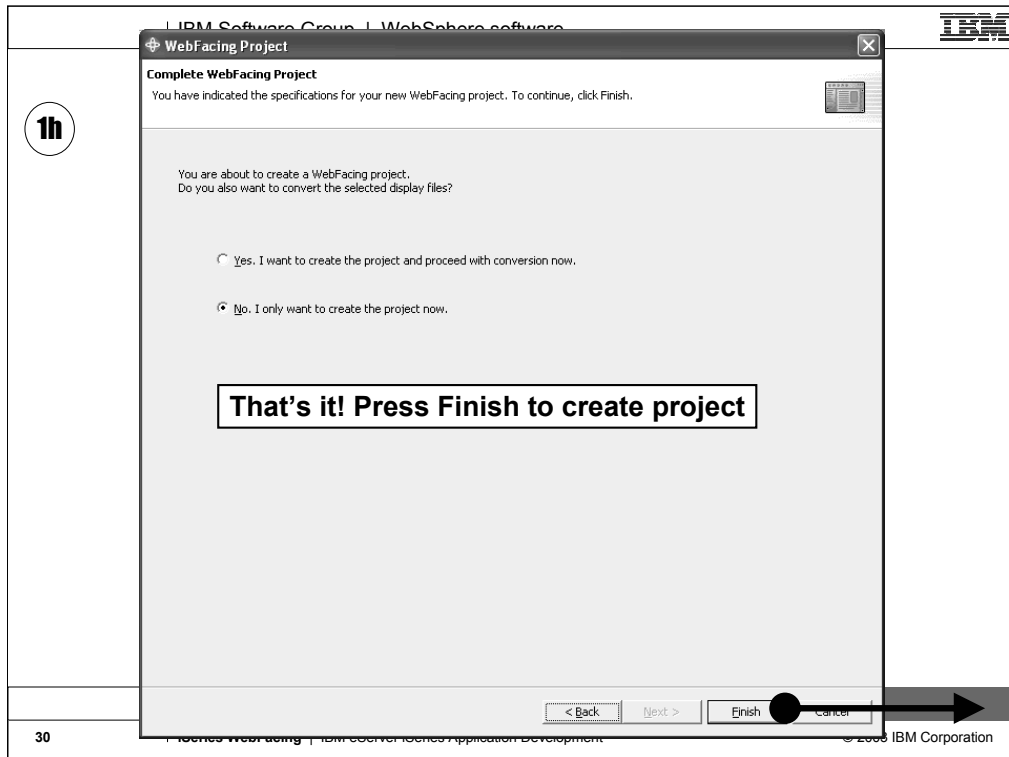 IBM Software Group | WebSphere software
IBM
WebFacing Project
Complete WebFacing Project
You have indicated the specifications for your new WebFacing project. To continue, click Finish.
1h
You are about to create a WebFacing project.
Do you also want to convert the selected display files?
Yes. I want to create the project and proceed with conversion now.
No. I only want to create the project now.
That's it! Press Finish to create project
< Back Next > Finish Cancel
30 iSeries WebFacing | IBM eServer iSeries Application Development © 2003 IBM Corporation